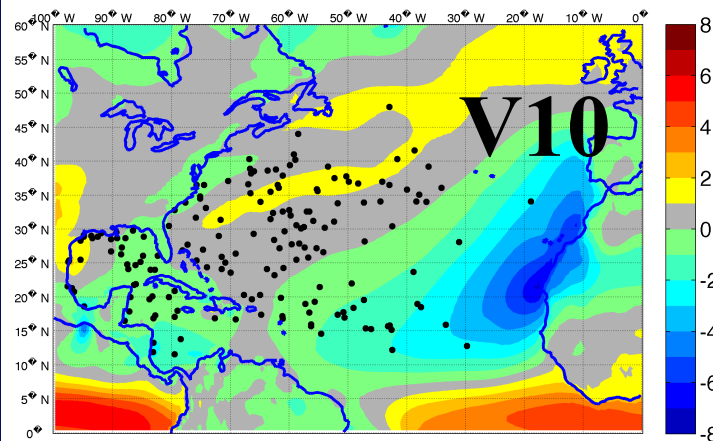 100� W 90� W 80� W 70� W 60� W 50� W 40� W 30� W 20� W 10� W 0�
60� N
55� N
50� N
45� N
40� N
35� N
30� N
25� N
20� N
15� N
10� N
5� N
0�
V10
8
6
4
2
0
-2
-4
-6
-8